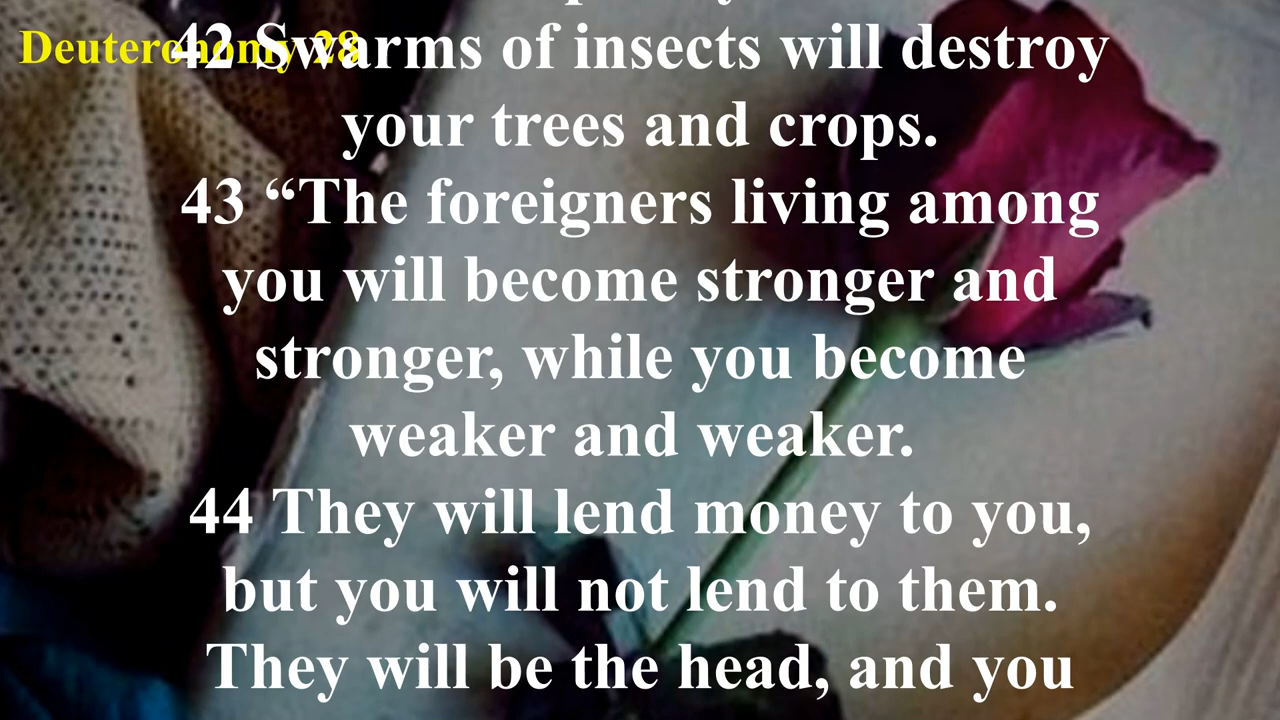 Deuteronomy 28
42 Swarms of insects will destroy
your trees and crops.
43 “The foreigners living among
you will become stronger and
stronger, while you become
weaker and weaker.
44 They will lend money to you,
but you will not lend to them.
They will be the head, and you